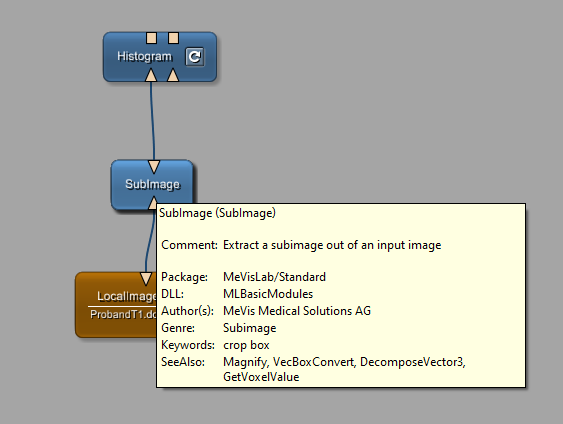 Histogram
SubImage
SubImage (SubImage)
Comment: Extract a subimage out of an input image
Package: MeVisLab/Standard
DLL: MLBasicModules
Author(s): MeVis Medical Solutions AG
Genre: Subimage
Keywords: crop box
SeeAlso: Magnify, VecBoxConvert, DecomposeVector3,
GetVoxelValue
LocalImage
ProbandT1.dc